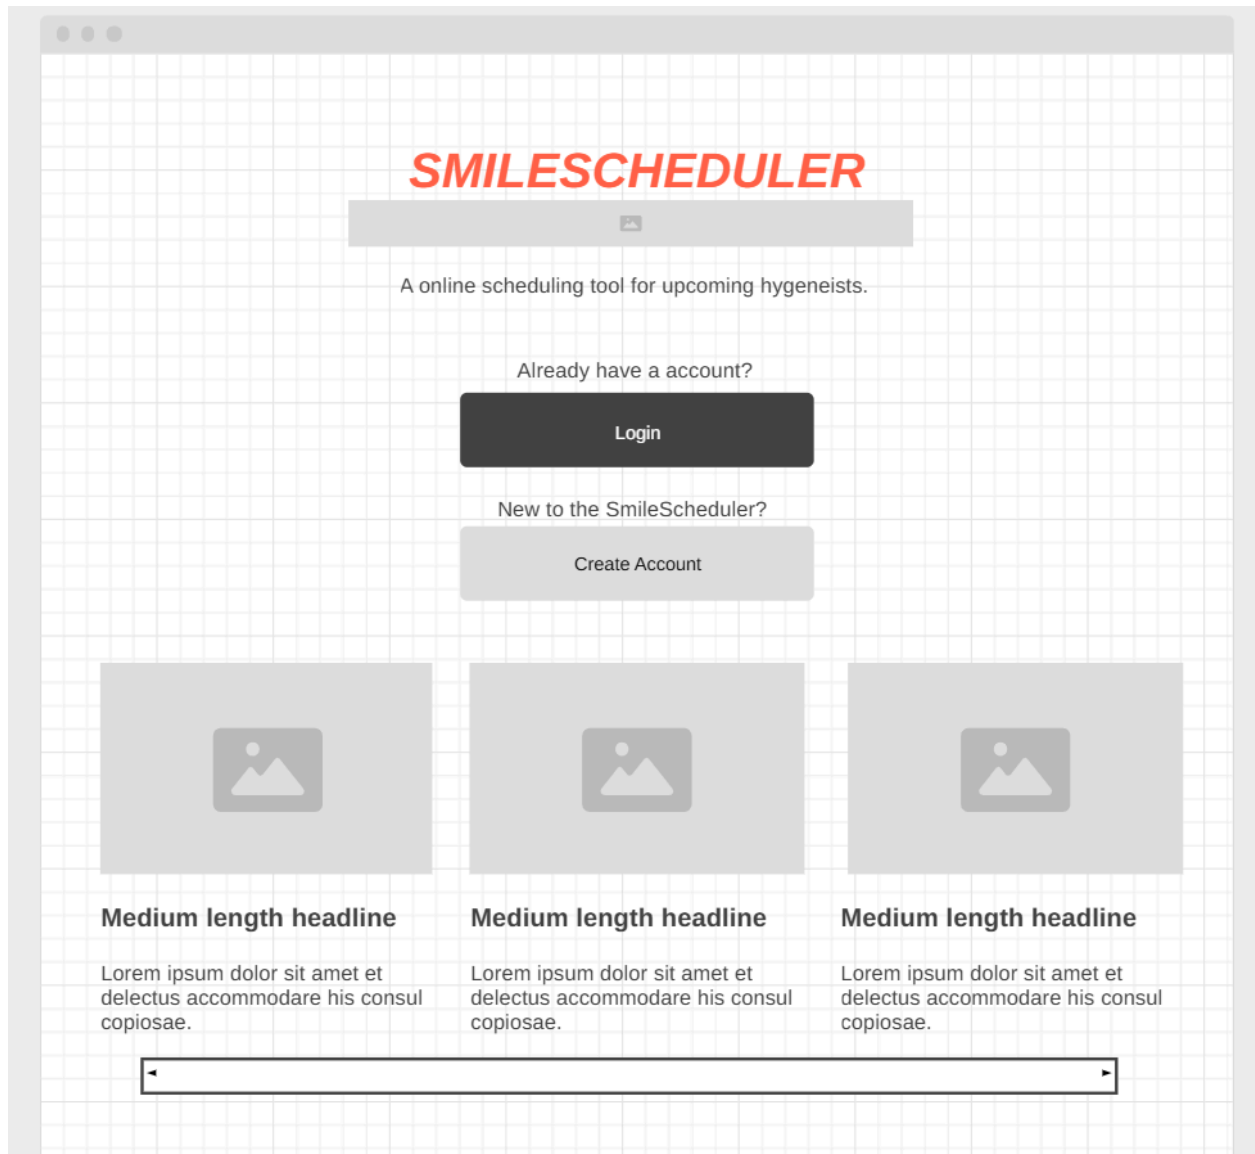 SMILESCHEDULER
A online scheduling tool for upcoming hygeneists.
Already have a account?
Login
New to the SmileScheduler?
Create Account
Medium length headline
Lorem ipsum dolor sit amet et
delectus accommodare his consul
copiosae.
Medium length headline
Lorem ipsum dolor sit amet et
delectus accommodare his consul
copiosae.
Medium length headline
Lorem ipsum dolor sit amet et
delectus accommodare his consul
copiosae.